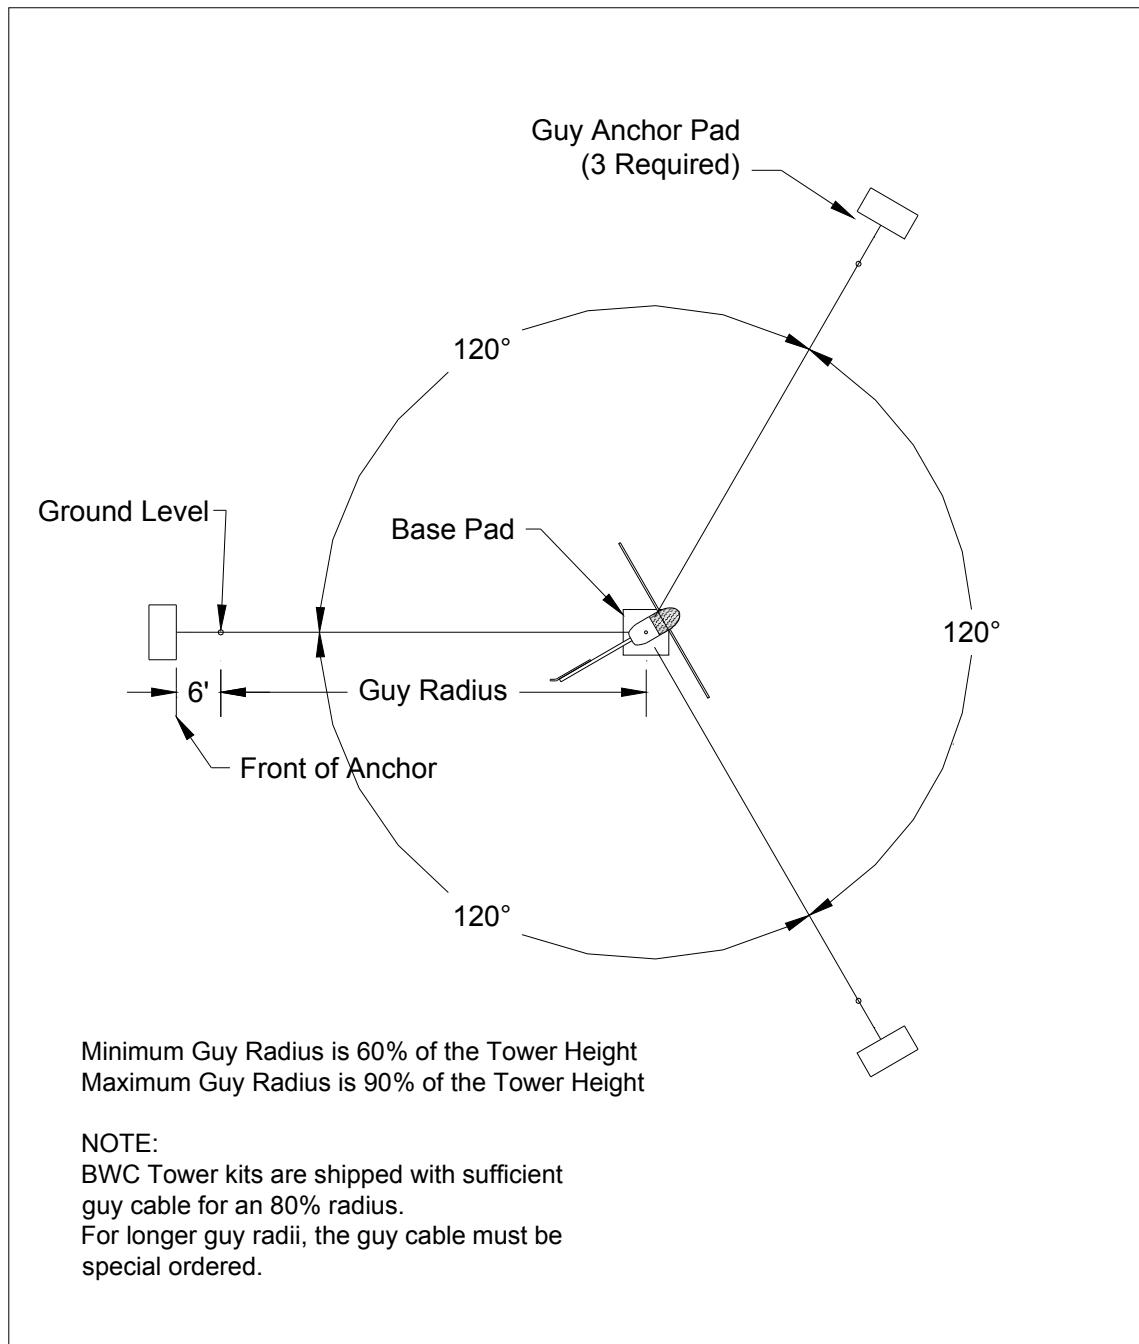 Guy Anchor Pad
(3 Required)
120°
Ground Level
Base Pad
120°
6'
Guy Radius
Front of Anchor
120°
Minimum Guy Radius is 60% of the Tower Height
Maximum Guy Radius is 90% of the Tower Height
NOTE:
BWC Tower kits are shipped with sufficient
guy cable for an 80% radius.
For longer guy radii, the guy cable must be
special ordered.